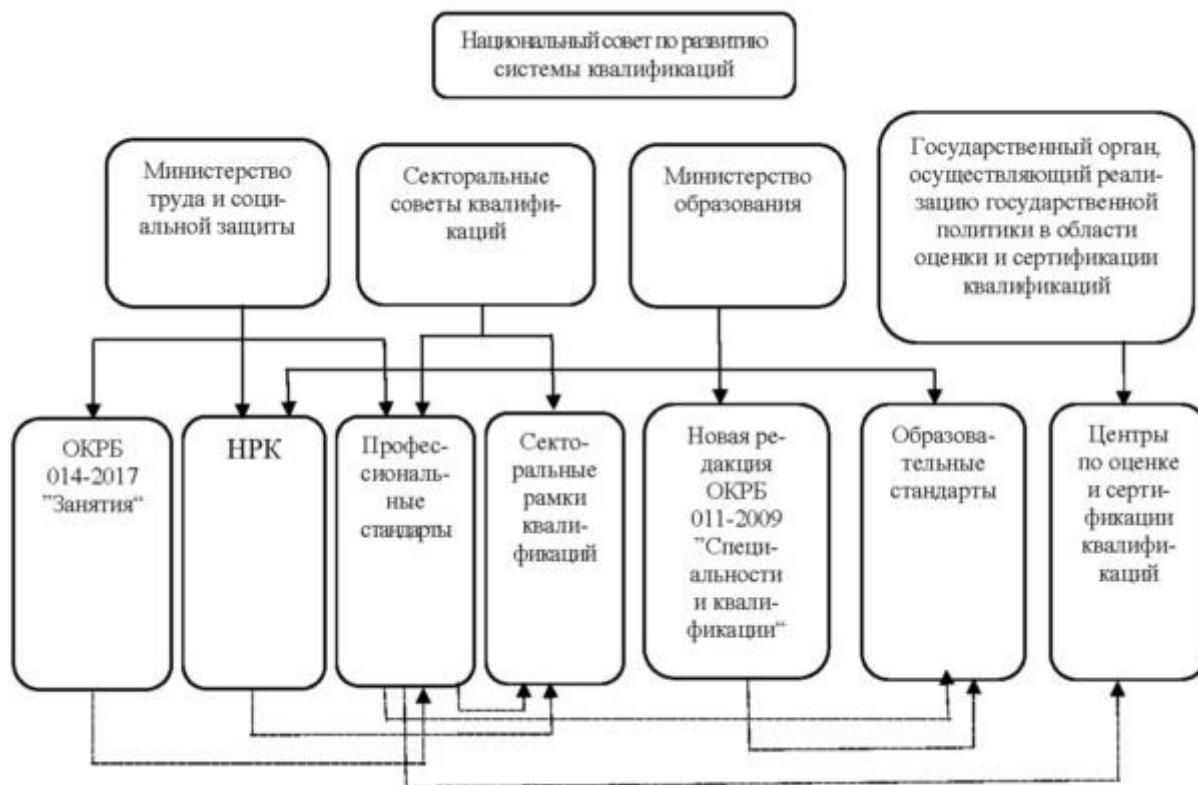 Национальный совет по развитию
системы квалификаций
Министерство
труда и соци-
альной защиты
Секторальные
советы квалифи-
каций
Министерство
образования
Государственный орган,
осуществляющий реали-
зацию государственной
политики в области
оценки и сертификации
квалификаций
ОКРБ
014-2017
”Занятия“
НРК
Профес-
сиональ-
ные
стандарты
Секто-
ральные
рамки
квали-
фикаций
Новая ре-
дакция
ОКРБ
011-2009
”Специ-
альности
и квали-
фикации“
Образова-
тельные
стандарты
Центры
по оценке
и серти-
фикации
квалифи-
каций